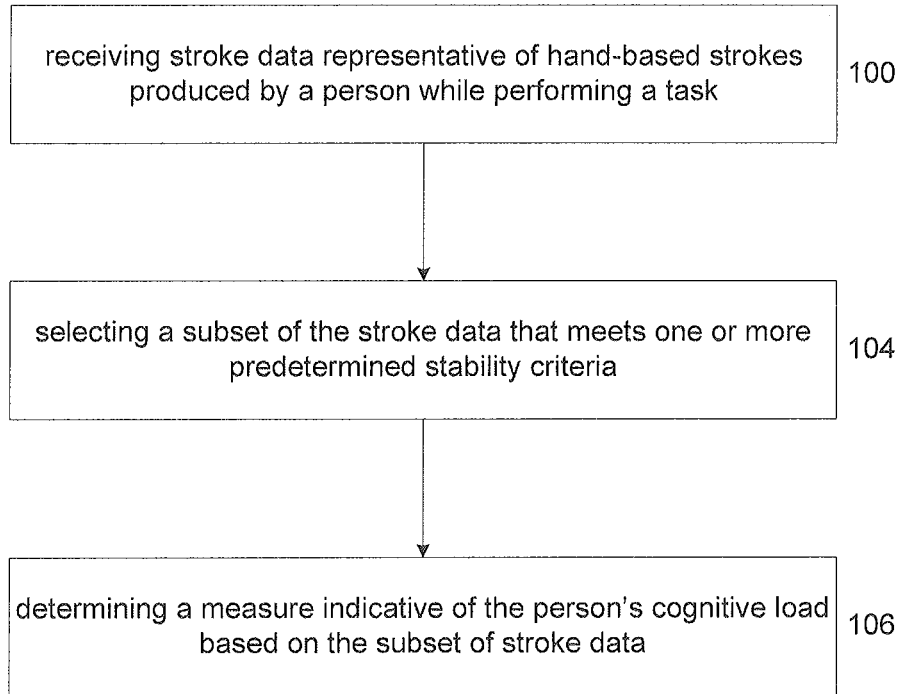 receiving stroke data representative of hand-based strokes
produced by a person while performing a task
100
selecting a subset of the stroke data that meets one or more
predetermined stability criteria
104
determining a measure indicative of the person's cognitive load
based on the subset of stroke data
106